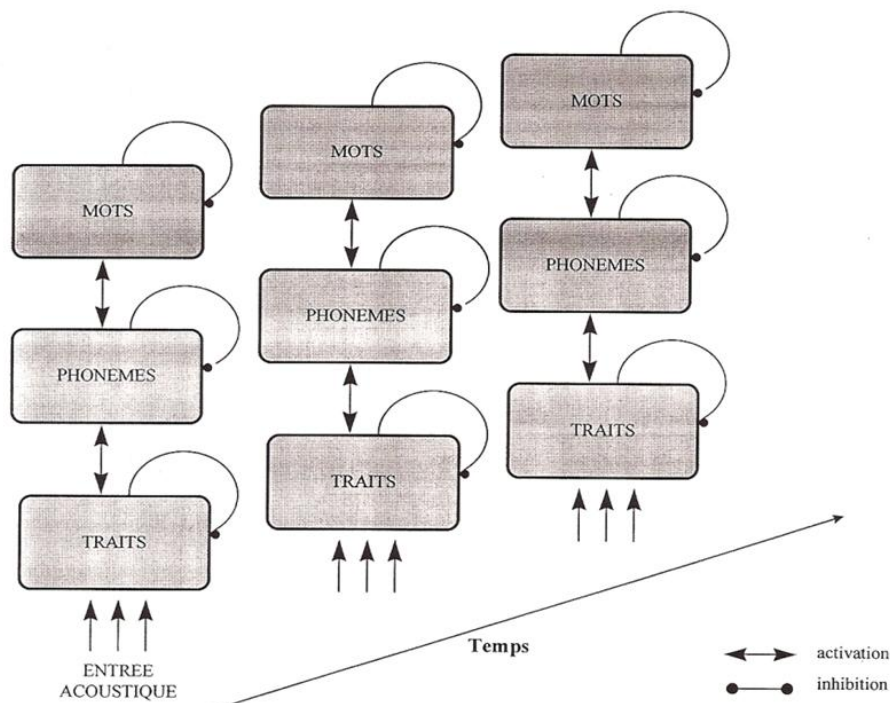 MOTS
PHONEMES
TRAITS
ENTREE
ACOUSTIQUE
MOTS
PHONEMES
TRAITS
MOTS
PHONEMES
TRAITS
Temps
activation
inhibition